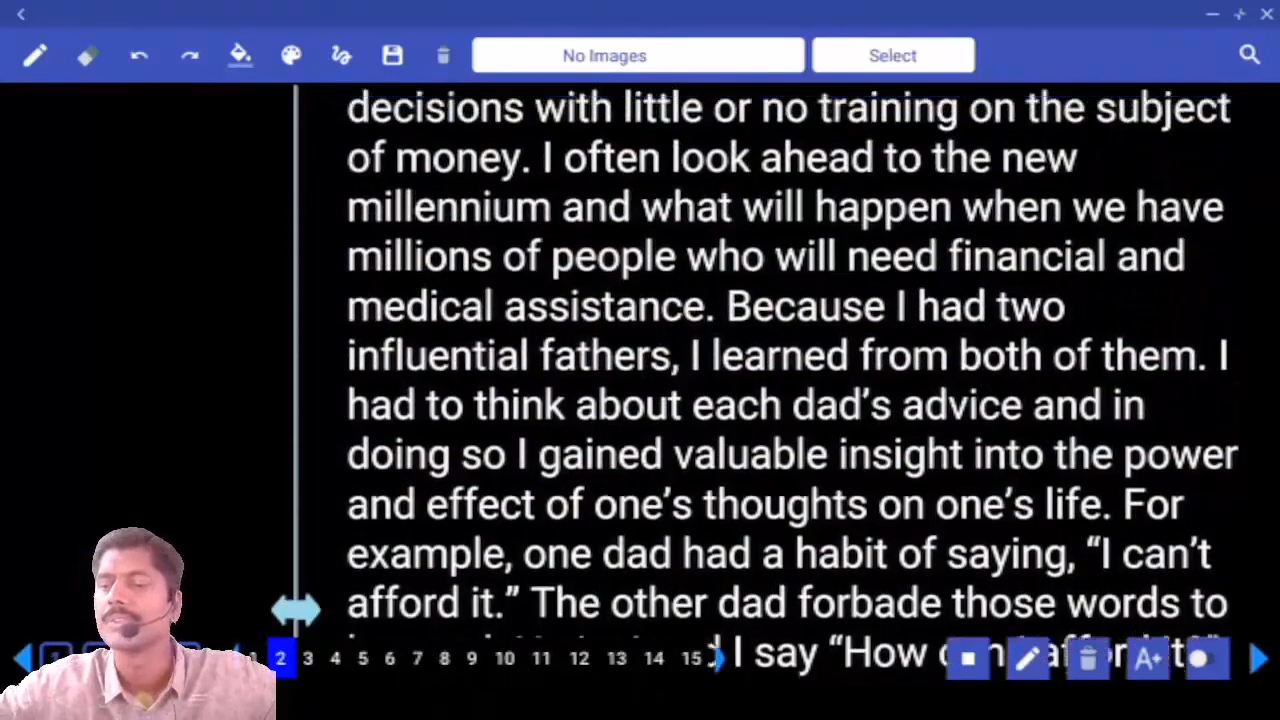 No Images
Select
decisions with little or no training on the subject
of money. I often look ahead to the new
millennium and what will happen when we have
millions of people who will need financial and
medical assistance. Because I had two
influential fathers, I learned from both of them. I
had to think about each dad's advice and in
doing so I gained valuable insight into the power
and effect of one's thoughts on one's life. For
example, one dad had a habit of saying, “I can't
afford it.” The other dad forbade those words to
I say “How
2 3 4 5 6 7 8 9 10 11 12 13 14 15
A+